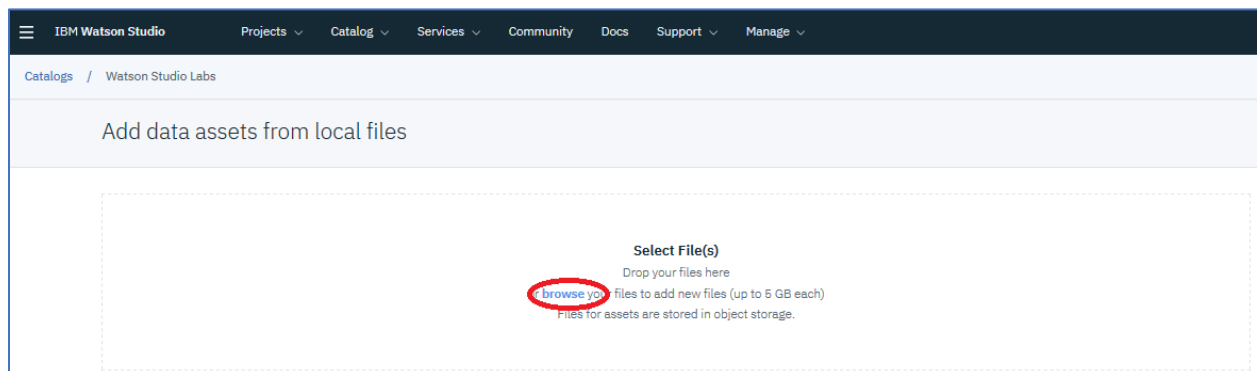 IBM Watson Studio Projects Catalog Services Community Docs Support Manage
Catalogs / Watson Studio Labs
Add data assets from local files
Select File(s)
Drop your files here
r browse your files to add new files (up to 5 GB each)
Files for assets are stored in object storage.